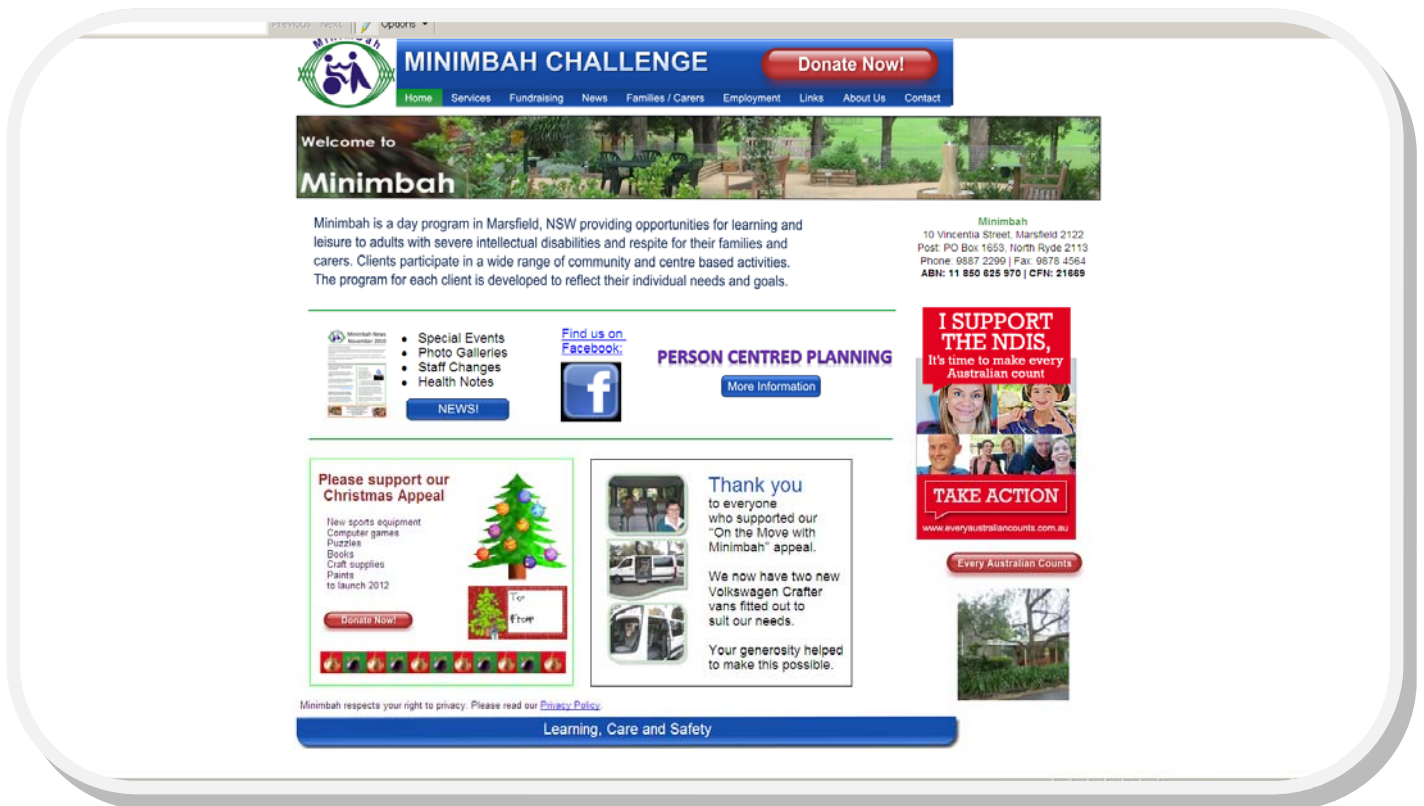 Previous Next Options
Minimbah
MINIMBAH CHALLENGE
Donate Now!
Home Services Fundraising News Families / Carers Employment Links About Us Contact
Welcome to
Minimbah
Minimbah is a day program in Marsfield, NSW providing opportunities for learning and
leisure to adults with severe intellectual disabilities and respite for their families and
carers. Clients participate in a wide range of community and centre based activities.
The program for each client is developed to reflect their individual needs and goals.
Minimbah
10 Vincentia Street, Marsfield 2122
Post: PO Box 1653, North Ryde 2113
Phone: 9887 2299 | Fax: 9878 4564
ABN: 11 850 625 970 | CFN: 21669
Minimbah News
November 2010
• Special Events
• Photo Galleries
• Staff Changes
• Health Notes
NEWS!
Find us on
Facebook:
f
PERSON CENTRED PLANNING
More Information
I SUPPORT
THE NDIS,
It's time to make every
Australian count
TAKE ACTION
www.everyaustraliancounts.com.au
Every Australian Counts
Please support our
Christmas Appeal
New sports equipment
Computer games
Puzzles
Books
Craft supplies
Paints
to launch 2012
Donate Now!
To
From
Thank you
to everyone
who supported our
"On the Move with
Minimbah" appeal.
We now have two new
Volkswagen Crafter
vans fitted out to
suit our needs.
Your generosity helped
to make this possible.
Minimbah respects your right to privacy. Please read our Privacy Policy.
Learning, Care and Safety